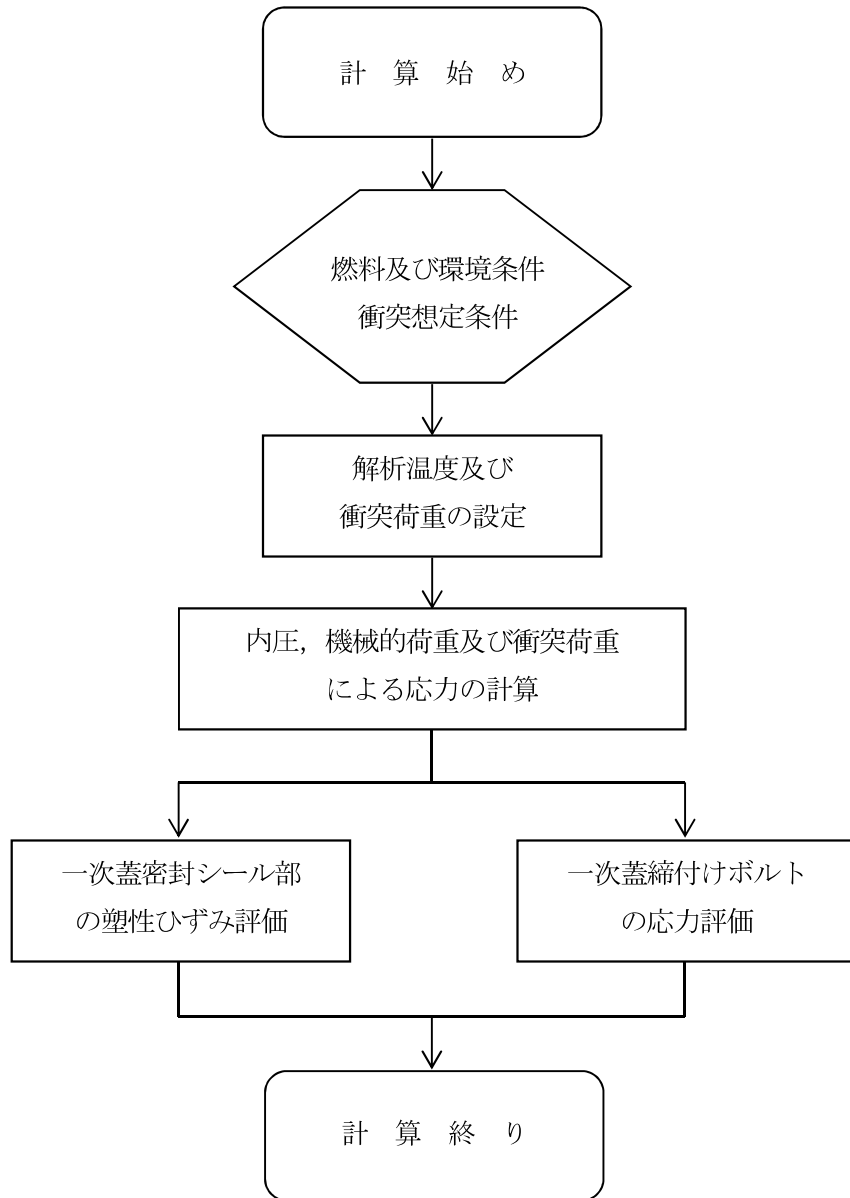 計 算 始 め
燃料及び環境条件
衝突想定条件
解析温度及び
衝突荷重の設定
内圧，機械的荷重及び衝突荷重
による応力の計算
一次蓋密封シール部
の塑性ひずみ評価
一次蓋締付けボルト
の応力評価
計 算 終 り